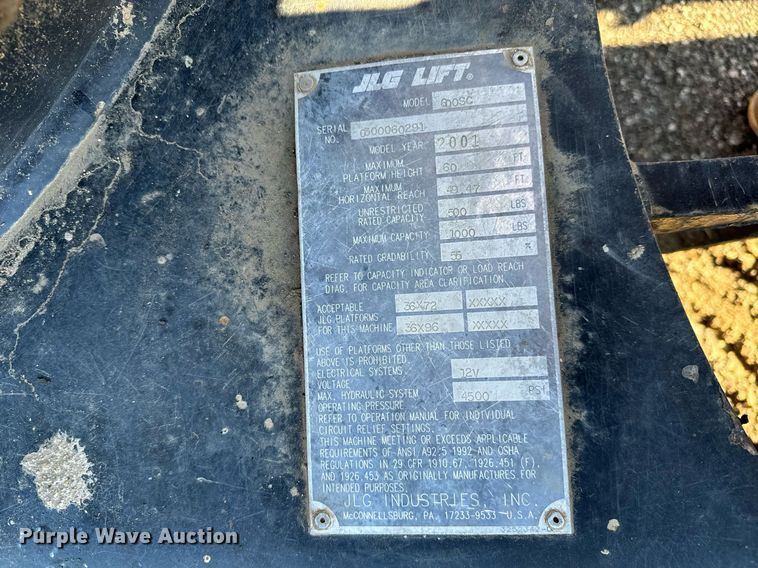 JLG LIFT®
MODEL 600SC
SERIAL NO. 0300060291
MODEL YEAR 2001
MAXIMUM PLATFORM HEIGHT 60 FT
MAXIMUM HORIZONTAL REACH 49.47 FT
UNRESTRICTED RATED CAPACITY 500 LBS
MAXIMUM CAPACITY 1000 LBS
RATED GRADABILITY %
REFER TO CAPACITY INDICATOR OR LOAD REACH
DIAG. FOR CAPACITY AREA CLARIFICATION.
ACCEPTABLE 36X72 XXXXX
JLG PLATFORMS
FOR THIS MACHINE 36X96 XXXXX
USE OF PLATFORMS OTHER THAN THOSE LISTED
ABOVE IS PROHIBITED.
ELECTRICAL SYSTEMS 12V
VOLTAGE
MAX. HYDRAULIC SYSTEM 4500 PSI
OPERATING PRESSURE
REFER TO OPERATION MANUAL FOR INDIVIDUAL
CIRCUIT RELIEF SETTINGS.
THIS MACHINE MEETING OR EXCEEDS APPLICABLE
REQUIREMENTS OF ANSI A92.5 1992 AND OSHA
REGULATIONS IN 29 CFR 1910.67, 1926.451 (F),
AND 1926.453 AS ORIGINALLY MANUFACTURES FOR
INTENDED PURPOSES.
JLG INDUSTRIES, INC.
McCONNELLSBURG, PA. 17233-9533 U.S.A.
Purple Wave Auction